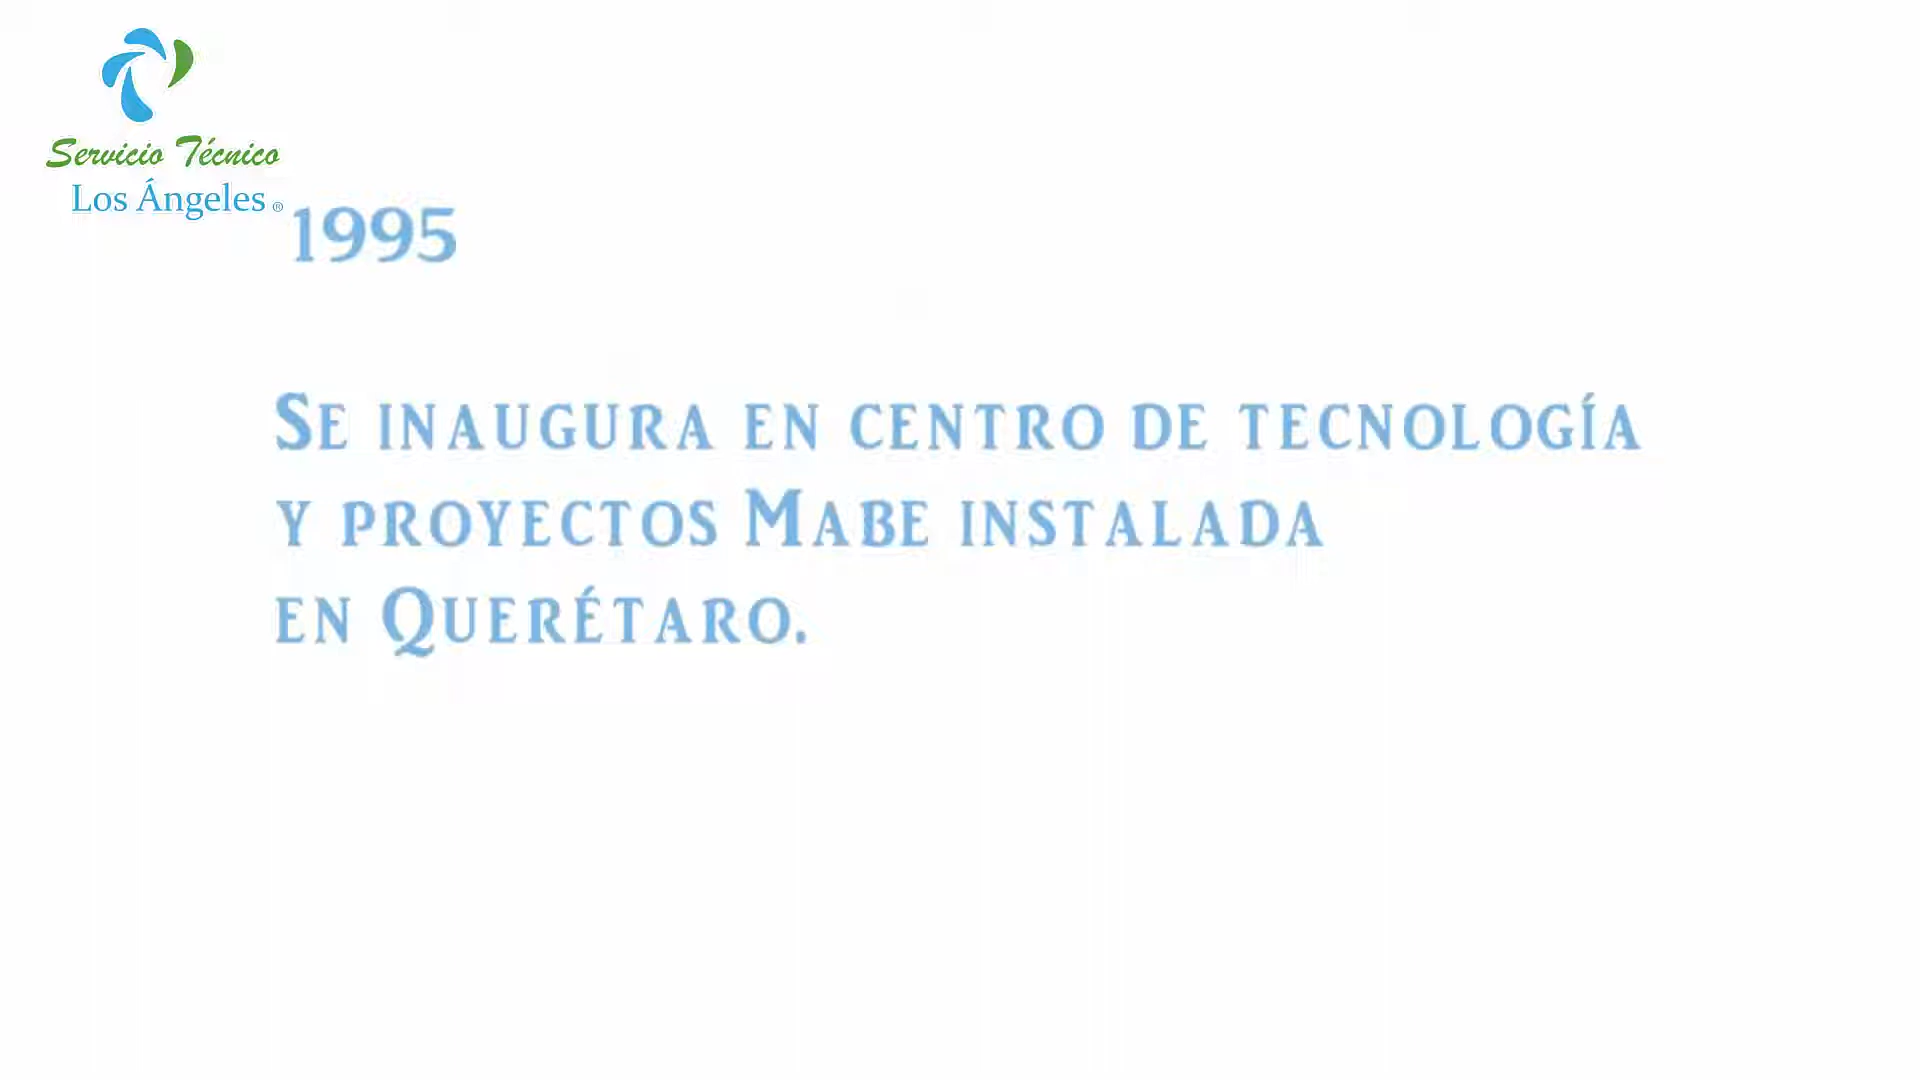 Servicio Técnico
Los Ángeles ®
1995
SE INAUGURA EN CENTRO DE TECNOLOGÍA
Y PROYECTOS MABE INSTALADA
EN QUERÉTARO.